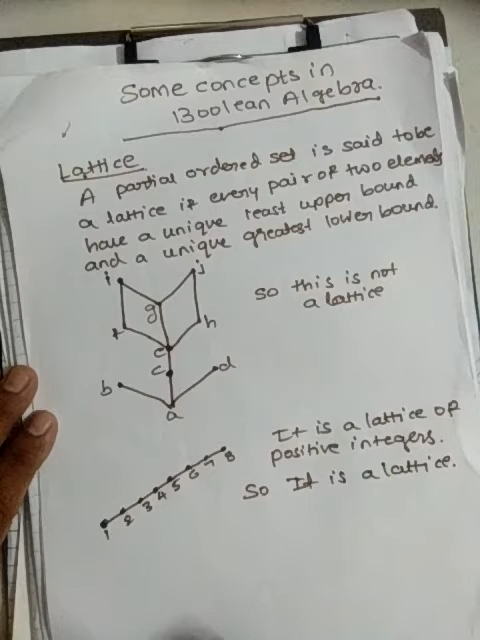 Some concepts in
Boolean Algebra.
Lattice
A partial ordered set is said to be
a lattice if every pair of two elements
have a unique least upper bound
and a unique greatest lower bound.
i
j
g
f
h
e
c
b
d
a
so this is not
a lattice
It is a lattice of
positive integers.
So It is a lattice.
1 2 3 4 5 6 7 8